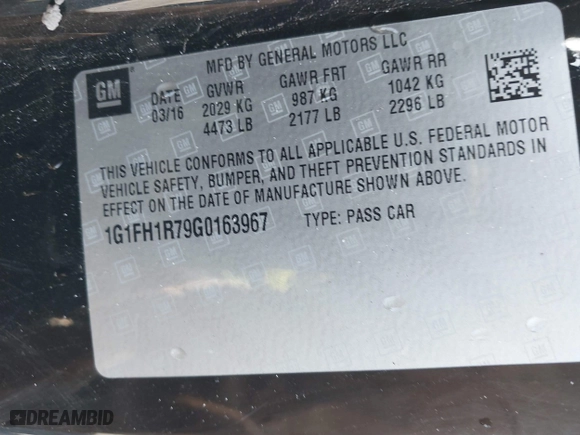 GM
MFD BY GENERAL MOTORS LLC
DATE GVWR GAWR FRT GAWR RR
03/16 2029 KG 987 KG 1042 KG
4473 LB 2177 LB 2296 LB
THIS VEHICLE CONFORMS TO ALL APPLICABLE U.S. FEDERAL MOTOR
VEHICLE SAFETY, BUMPER, AND THEFT PREVENTION STANDARDS IN
EFFECT ON THE DATE OF MANUFACTURE SHOWN ABOVE.
1G1FH1R79G0163967 TYPE: PASS CAR
DREAMBID